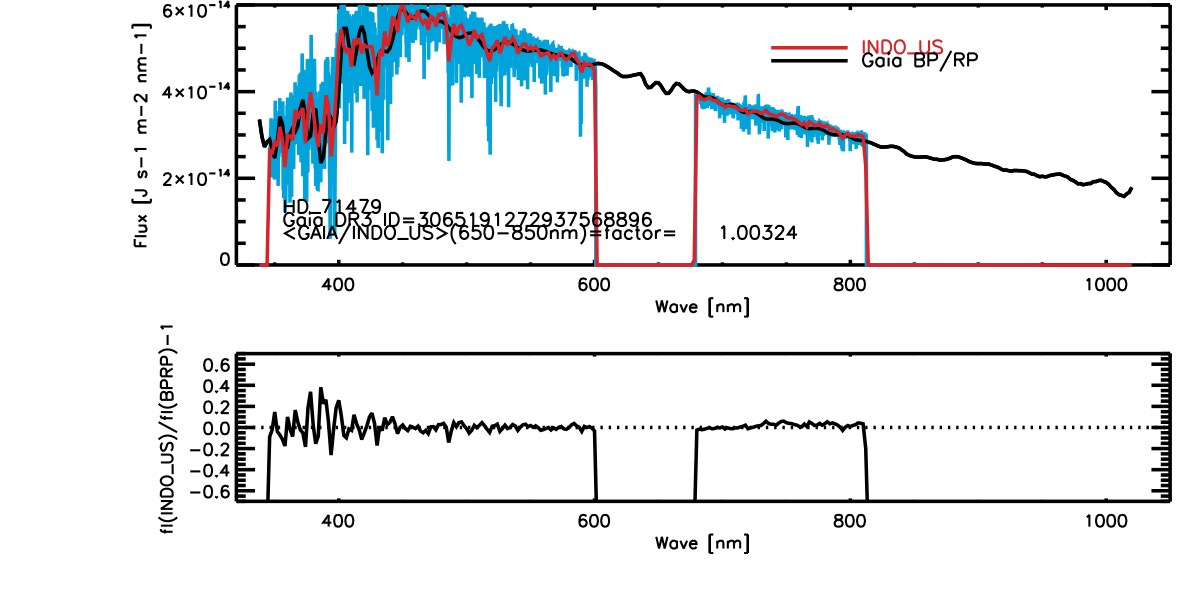 6×10−14
4×10−14
2×10−14
0
Flux [J s−1 m−2 nm−1]
INDO_US
Gaia BP/RP
HD_71479
Gaia DR3 ID=3065191272937568896
<GAIA/INDO_US>(650−850nm)=factor= 1.00324
400 600 800 1000
Wave [nm]
0.6
0.4
0.2
0.0
−0.2
−0.4
−0.6
fl(INDO_US)/fl(BPRP)−1
400 600 800 1000
Wave [nm]